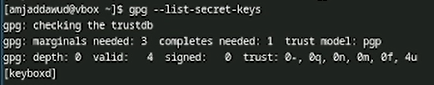 [amjaddawud@vbox ~]$ gpg --list-secret-keys
gpg: checking the trustdb
gpg: marginals needed: 3  completes needed: 1  trust model: pgp
gpg: depth: 0  valid:   4  signed:   0  trust: 0-, 0q, 0n, 0m, 0f, 4u
[keyboxd]